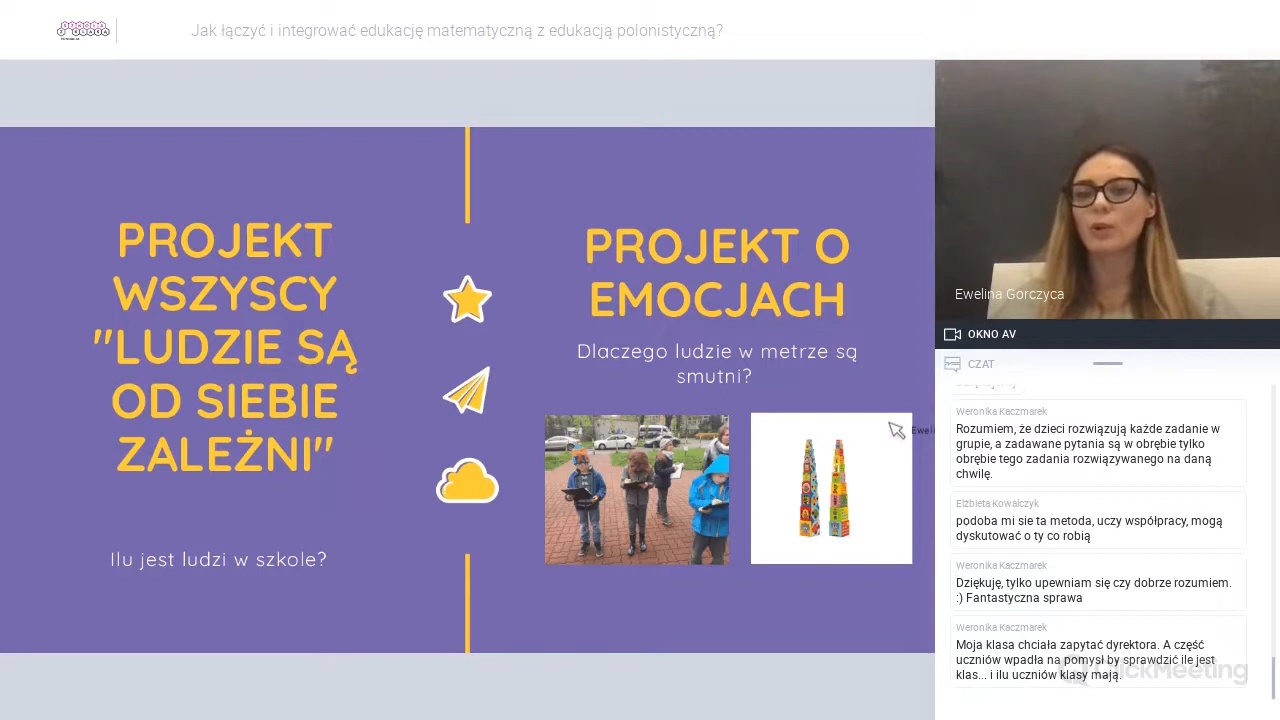 Jak łączyć i integrować edukację matematyczną z edukacją polonistyczną?
PROJEKT
WSZYSCY
"LUDZIE SĄ
OD SIEBIE
ZALEŻNI"
Ilu jest ludzi w szkole?
PROJEKT O
EMOCJACH
Dlaczego ludzie w metrze są
smutni?
Eweli
Ewelina Gorczyca
OKNO AV
CZAT
Weronika Kaczmarek
Rozumiem, że dzieci rozwiązują każde zadanie w
grupie, a zadawane pytania są w obrębie tylko
obrębie tego zadania rozwiązywanego na daną
chwilę.
Elżbieta Kowalczyk
podoba mi sie ta metoda, uczy współpracy, mogą
dyskutować o ty co robią
Weronika Kaczmarek
Dziękuję, tylko upewniam się czy dobrze rozumiem.
:) Fantastyczna sprawa
Weronika Kaczmarek
Moja klasa chciała zapytać dyrektora. A część
uczniów wpadła na pomysł by sprawdzić ile jest
klas... i ilu uczniów klasy mają.
ClickMeeting